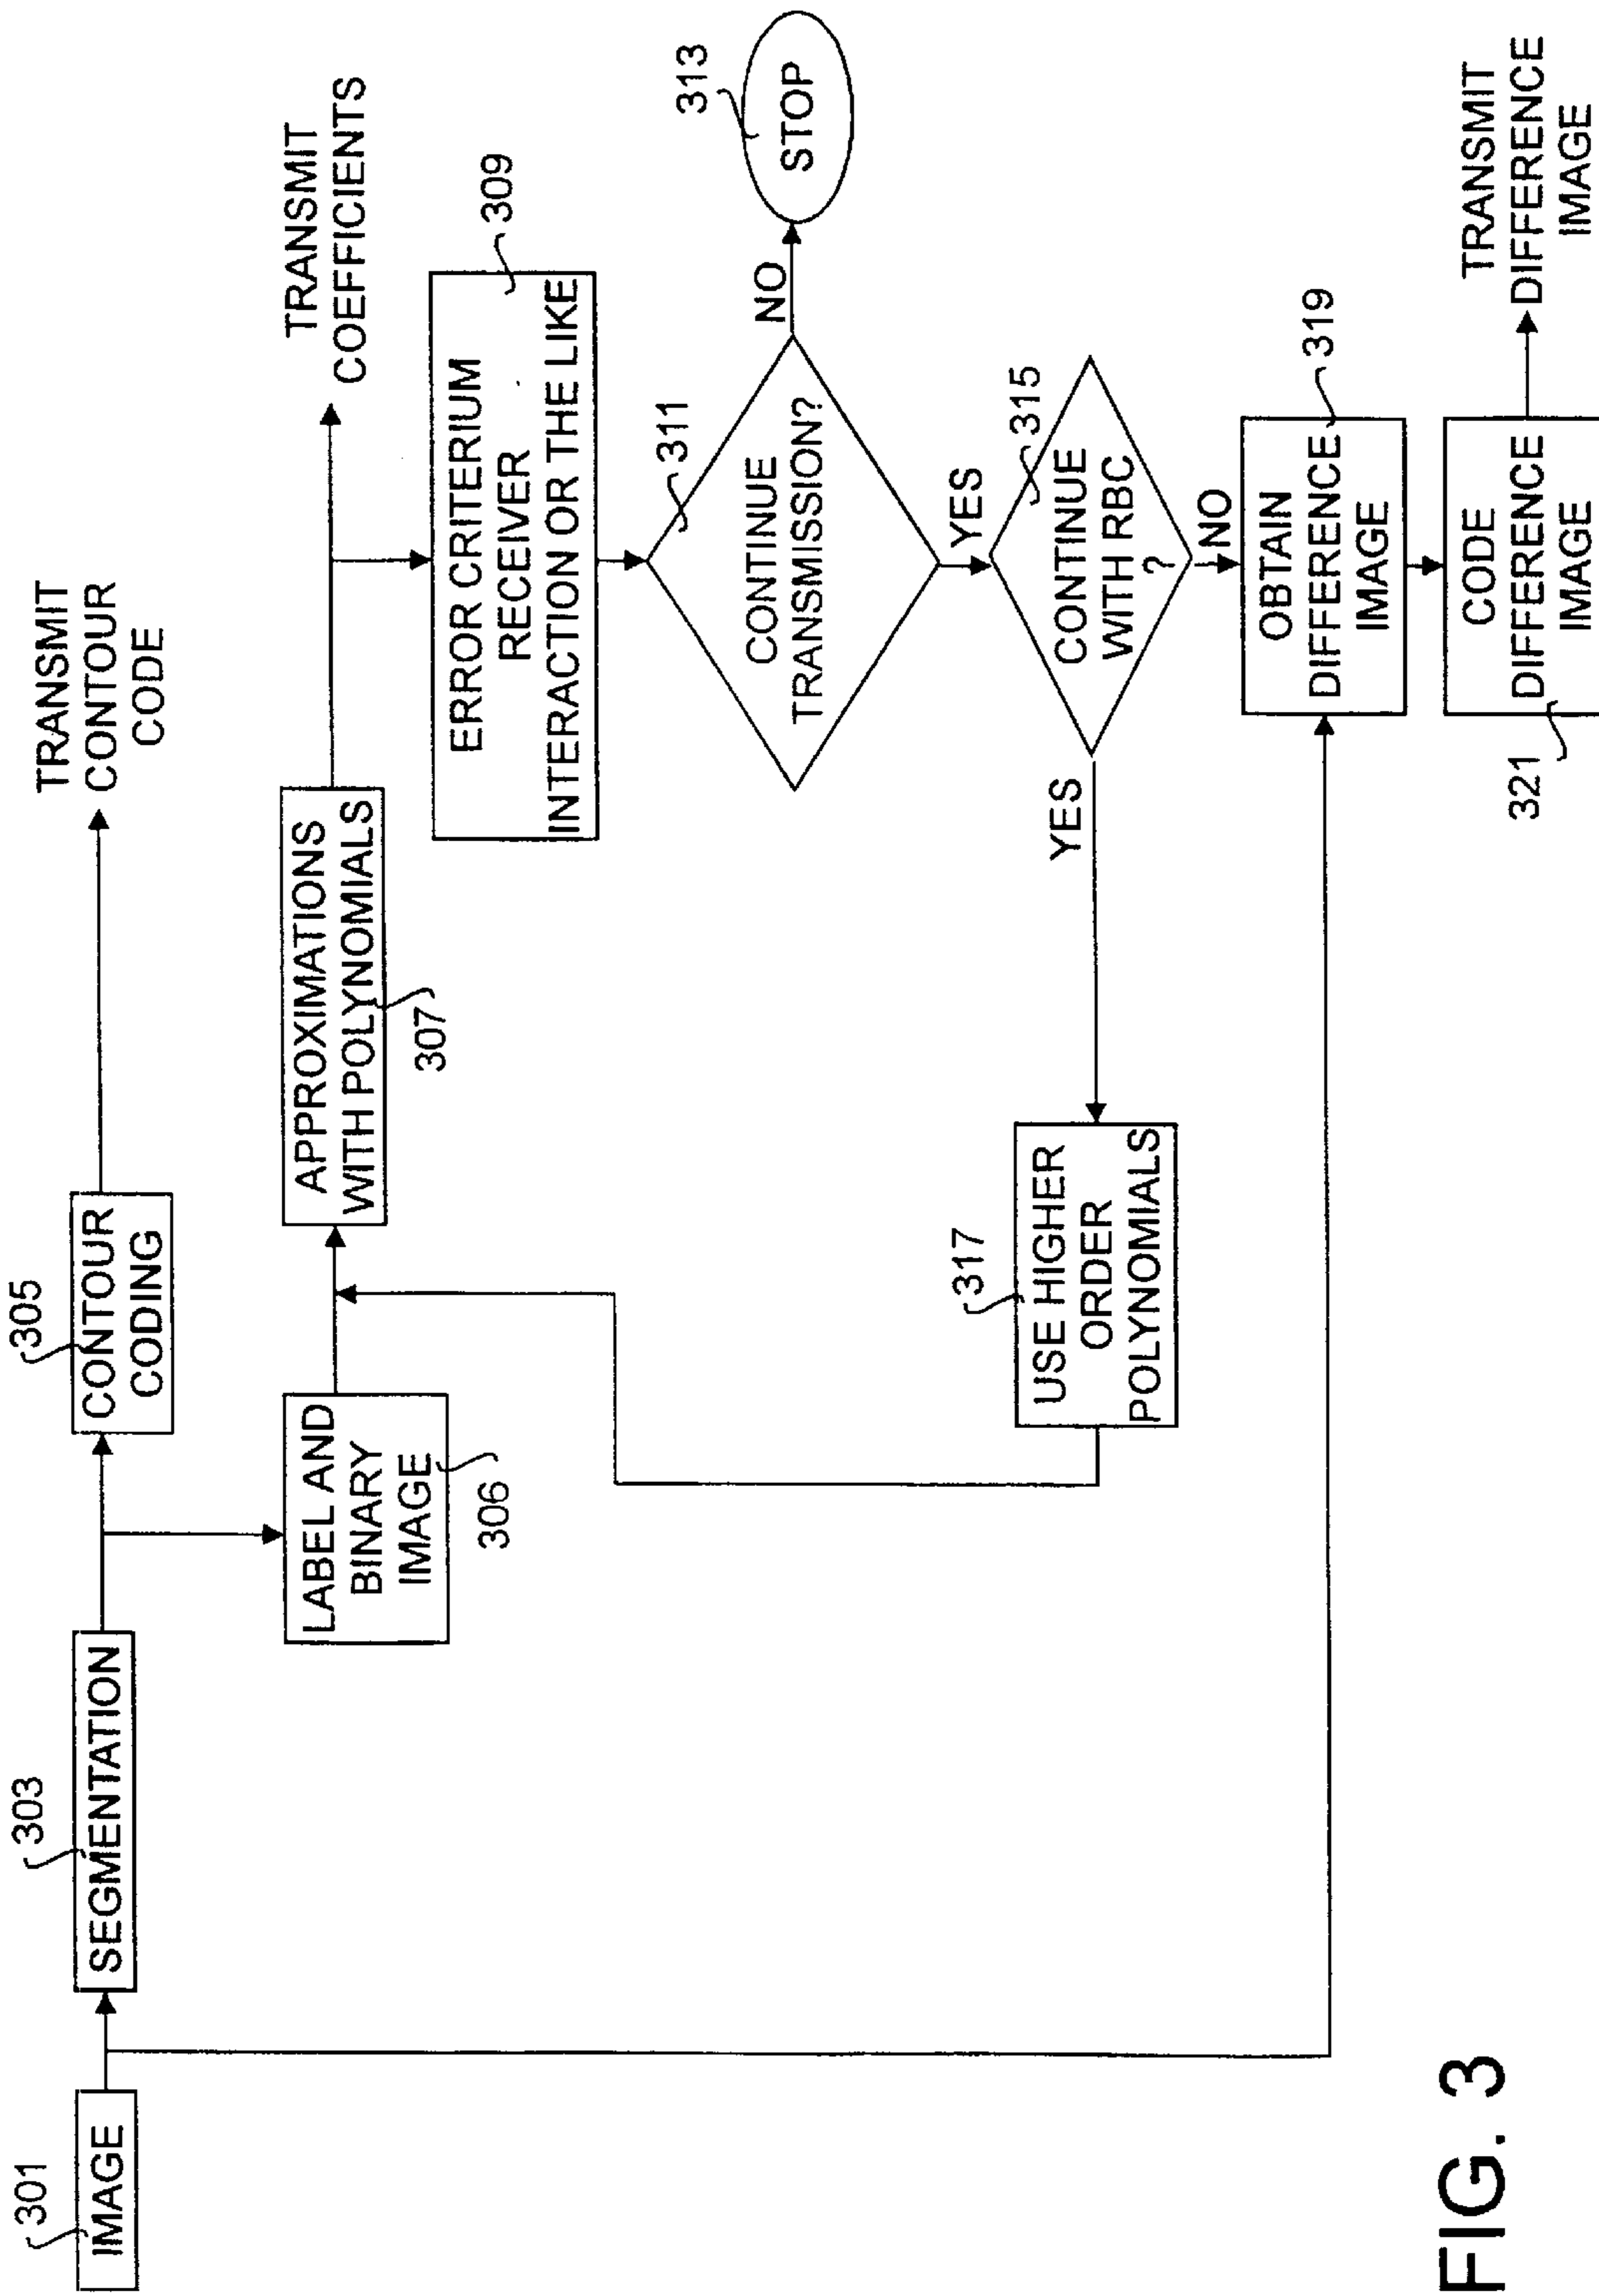 301
IMAGE
303
SEGMENTATION
305
CONTOUR
CODING
TRANSMIT
CONTOUR
CODE
LABEL AND
BINARY
IMAGE
306
APPROXIMATIONS
WITH POLYNOMIALS
307
TRANSMIT
COEFFICIENTS
ERROR CRITERIUM
RECEIVER
INTERACTION OR THE LIKE
309
311
CONTINUE
TRANSMISSION?
NO
313
STOP
YES
315
CONTINUE
WITH RBC
?
YES
317
USE HIGHER
ORDER
POLYNOMIALS
NO
OBTAIN
DIFFERENCE
IMAGE
319
CODE
DIFFERENCE
IMAGE
321
TRANSMIT
DIFFERENCE
IMAGE
FIG. 3